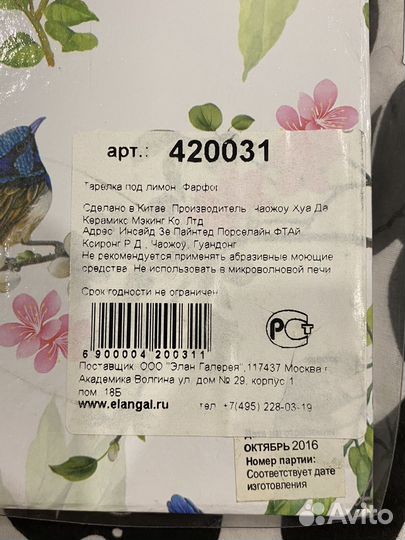 арт.: 420031
Тарелка под лимон. Фарфор
Сделано в Китае. Производитель: Чаожоу Хуа Да
Керамикс Мэкинг Ко. Лтд
Адрес: Инсайд Зе Пайнтед Порселайн ФТАй
Ксиронг Р.Д., Чаожоу, Гуандонг
Не рекомендуется применять абразивные моющие
средства. Не использовать в микроволновой печи
Срок годности не ограничен
6 900004 200311
РСТ
Поставщик: ООО "Элан Галерея",117437 Москва г
Академика Волгина ул. дом № 29, корпус 1
пом. 18Б
www.elangal.ru тел. +7(495) 228-03-19
ОКТЯБРЬ 2016
Номер партии:
Соответствует дате
изготовления
Avito